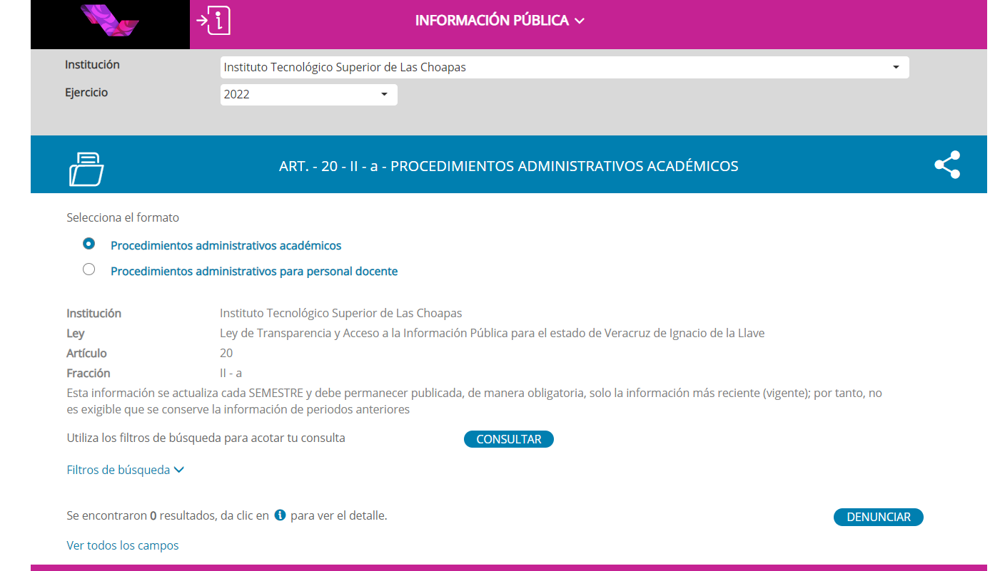 INFORMACIÓN PÚBLICA
Institución
Instituto Tecnológico Superior de Las Choapas
Ejercicio
2022
ART. - 20 - II - a - PROCEDIMIENTOS ADMINISTRATIVOS ACADÉMICOS
Selecciona el formato
Procedimientos administrativos académicos
Procedimientos administrativos para personal docente
Institución Instituto Tecnológico Superior de Las Choapas
Ley Ley de Transparencia y Acceso a la Información Pública para el estado de Veracruz de Ignacio de la Llave
Artículo 20
Fracción II - a
Esta información se actualiza cada SEMESTRE y debe permanecer publicada, de manera obligatoria, solo la información más reciente (vigente); por tanto, no
es exigible que se conserve la información de periodos anteriores
Utiliza los filtros de búsqueda para acotar tu consulta CONSULTAR
Filtros de búsqueda
Se encontraron 0 resultados, da clic en i para ver el detalle. DENUNCIAR
Ver todos los campos